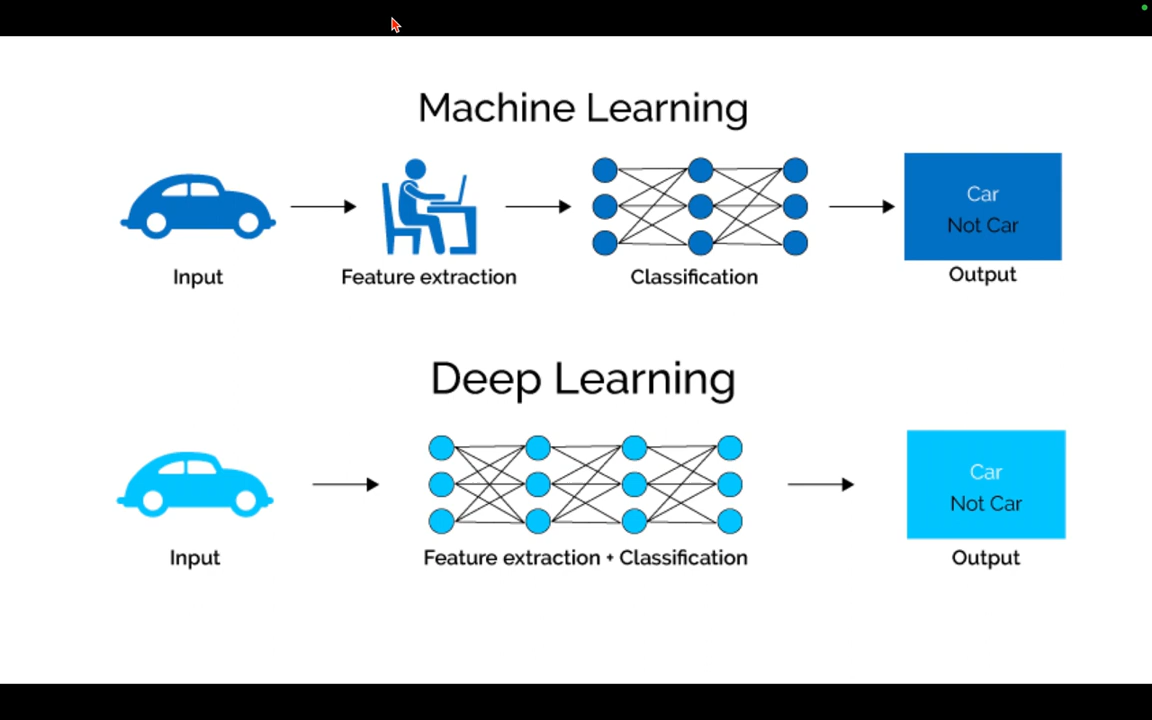 Machine Learning
Input
Feature extraction
Classification
Car
Not Car
Output
Deep Learning
Input
Feature extraction + Classification
Car
Not Car
Output